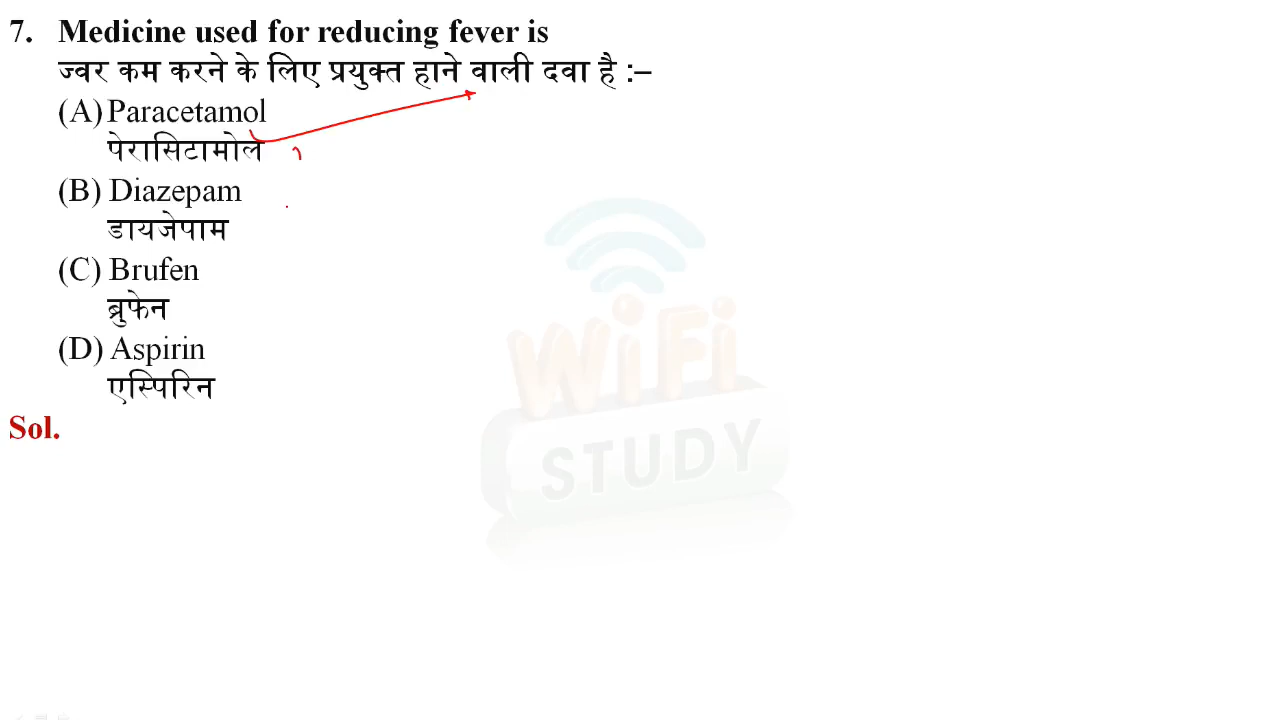 7. Medicine used for reducing fever is
ज्वर कम करने के लिए प्रयुक्त हाने वाली दवा है :–
(A) Paracetamol
पेरासिटामोल
(B) Diazepam
डायजेपाम
(C) Brufen
ब्रुफेन
(D) Aspirin
एस्पिरिन
Sol.
WiFi
STUDY